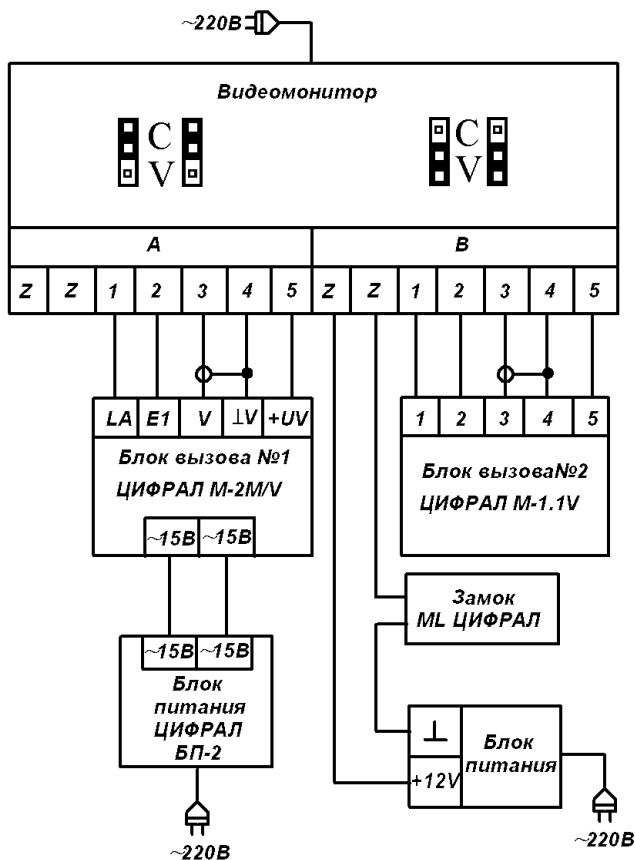 ~220В
Видеомонитор
C C
V V
A B
Z Z 1 2 3 4 5 Z Z 1 2 3 4 5
LA E1 V ⊥V +UV
1 2 3 4 5
Блок вызова №1
ЦИФРАЛ М-2М/V
~15В ~15В
Блок вызова№2
ЦИФРАЛ М-1.1V
Замок
ML ЦИФРАЛ
~15В ~15В
Блок
питания
ЦИФРАЛ
БП-2
~220В
⊥
+12V
Блок
питания
~220В